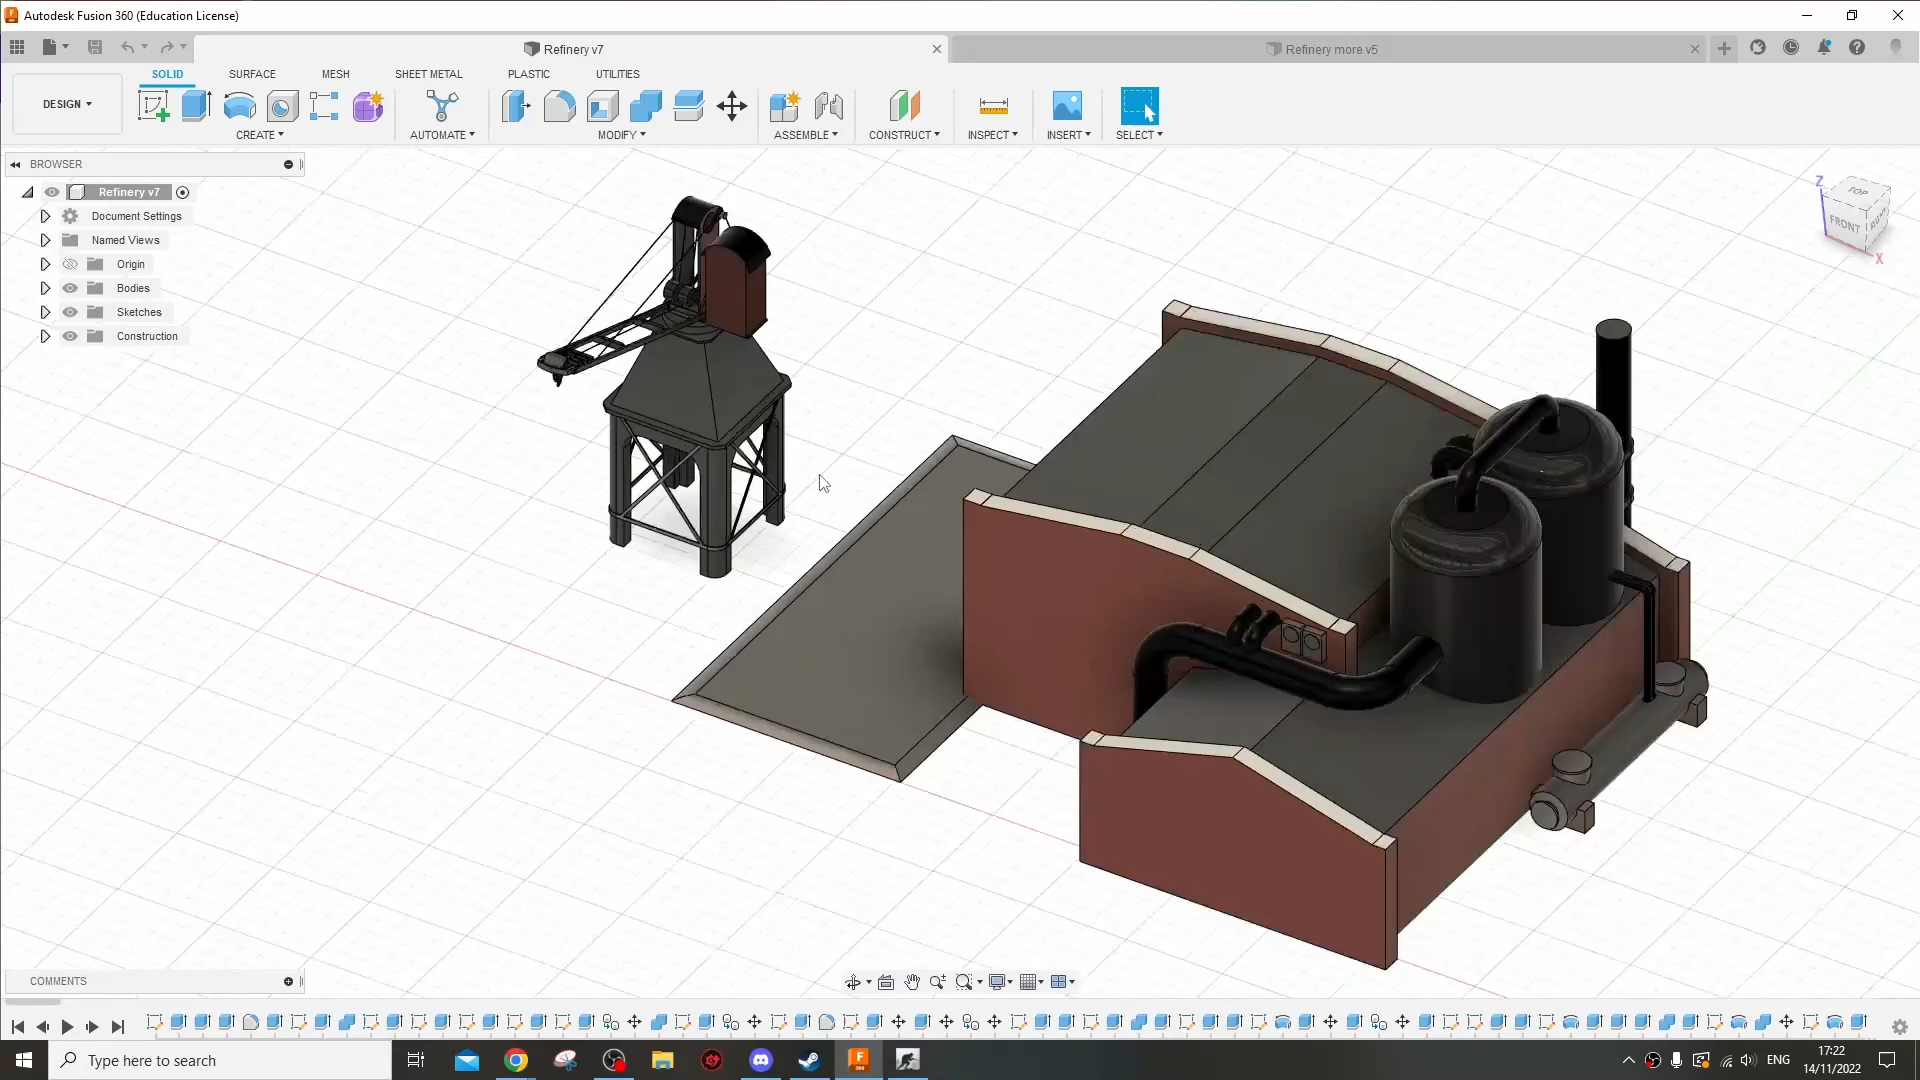 Autodesk Fusion 360 (Education License)
Refinery v7
Refinery more v5
DESIGN
SOLID
SURFACE
MESH
SHEET METAL
PLASTIC
UTILITIES
CREATE
AUTOMATE
MODIFY
ASSEMBLE
CONSTRUCT
INSPECT
INSERT
SELECT
BROWSER
Refinery v7
Document Settings
Named Views
Origin
Bodies
Sketches
Construction
Z
TOP
FRONT
X
COMMENTS
Type here to search
F
360
ENG
17:22
14/11/2022